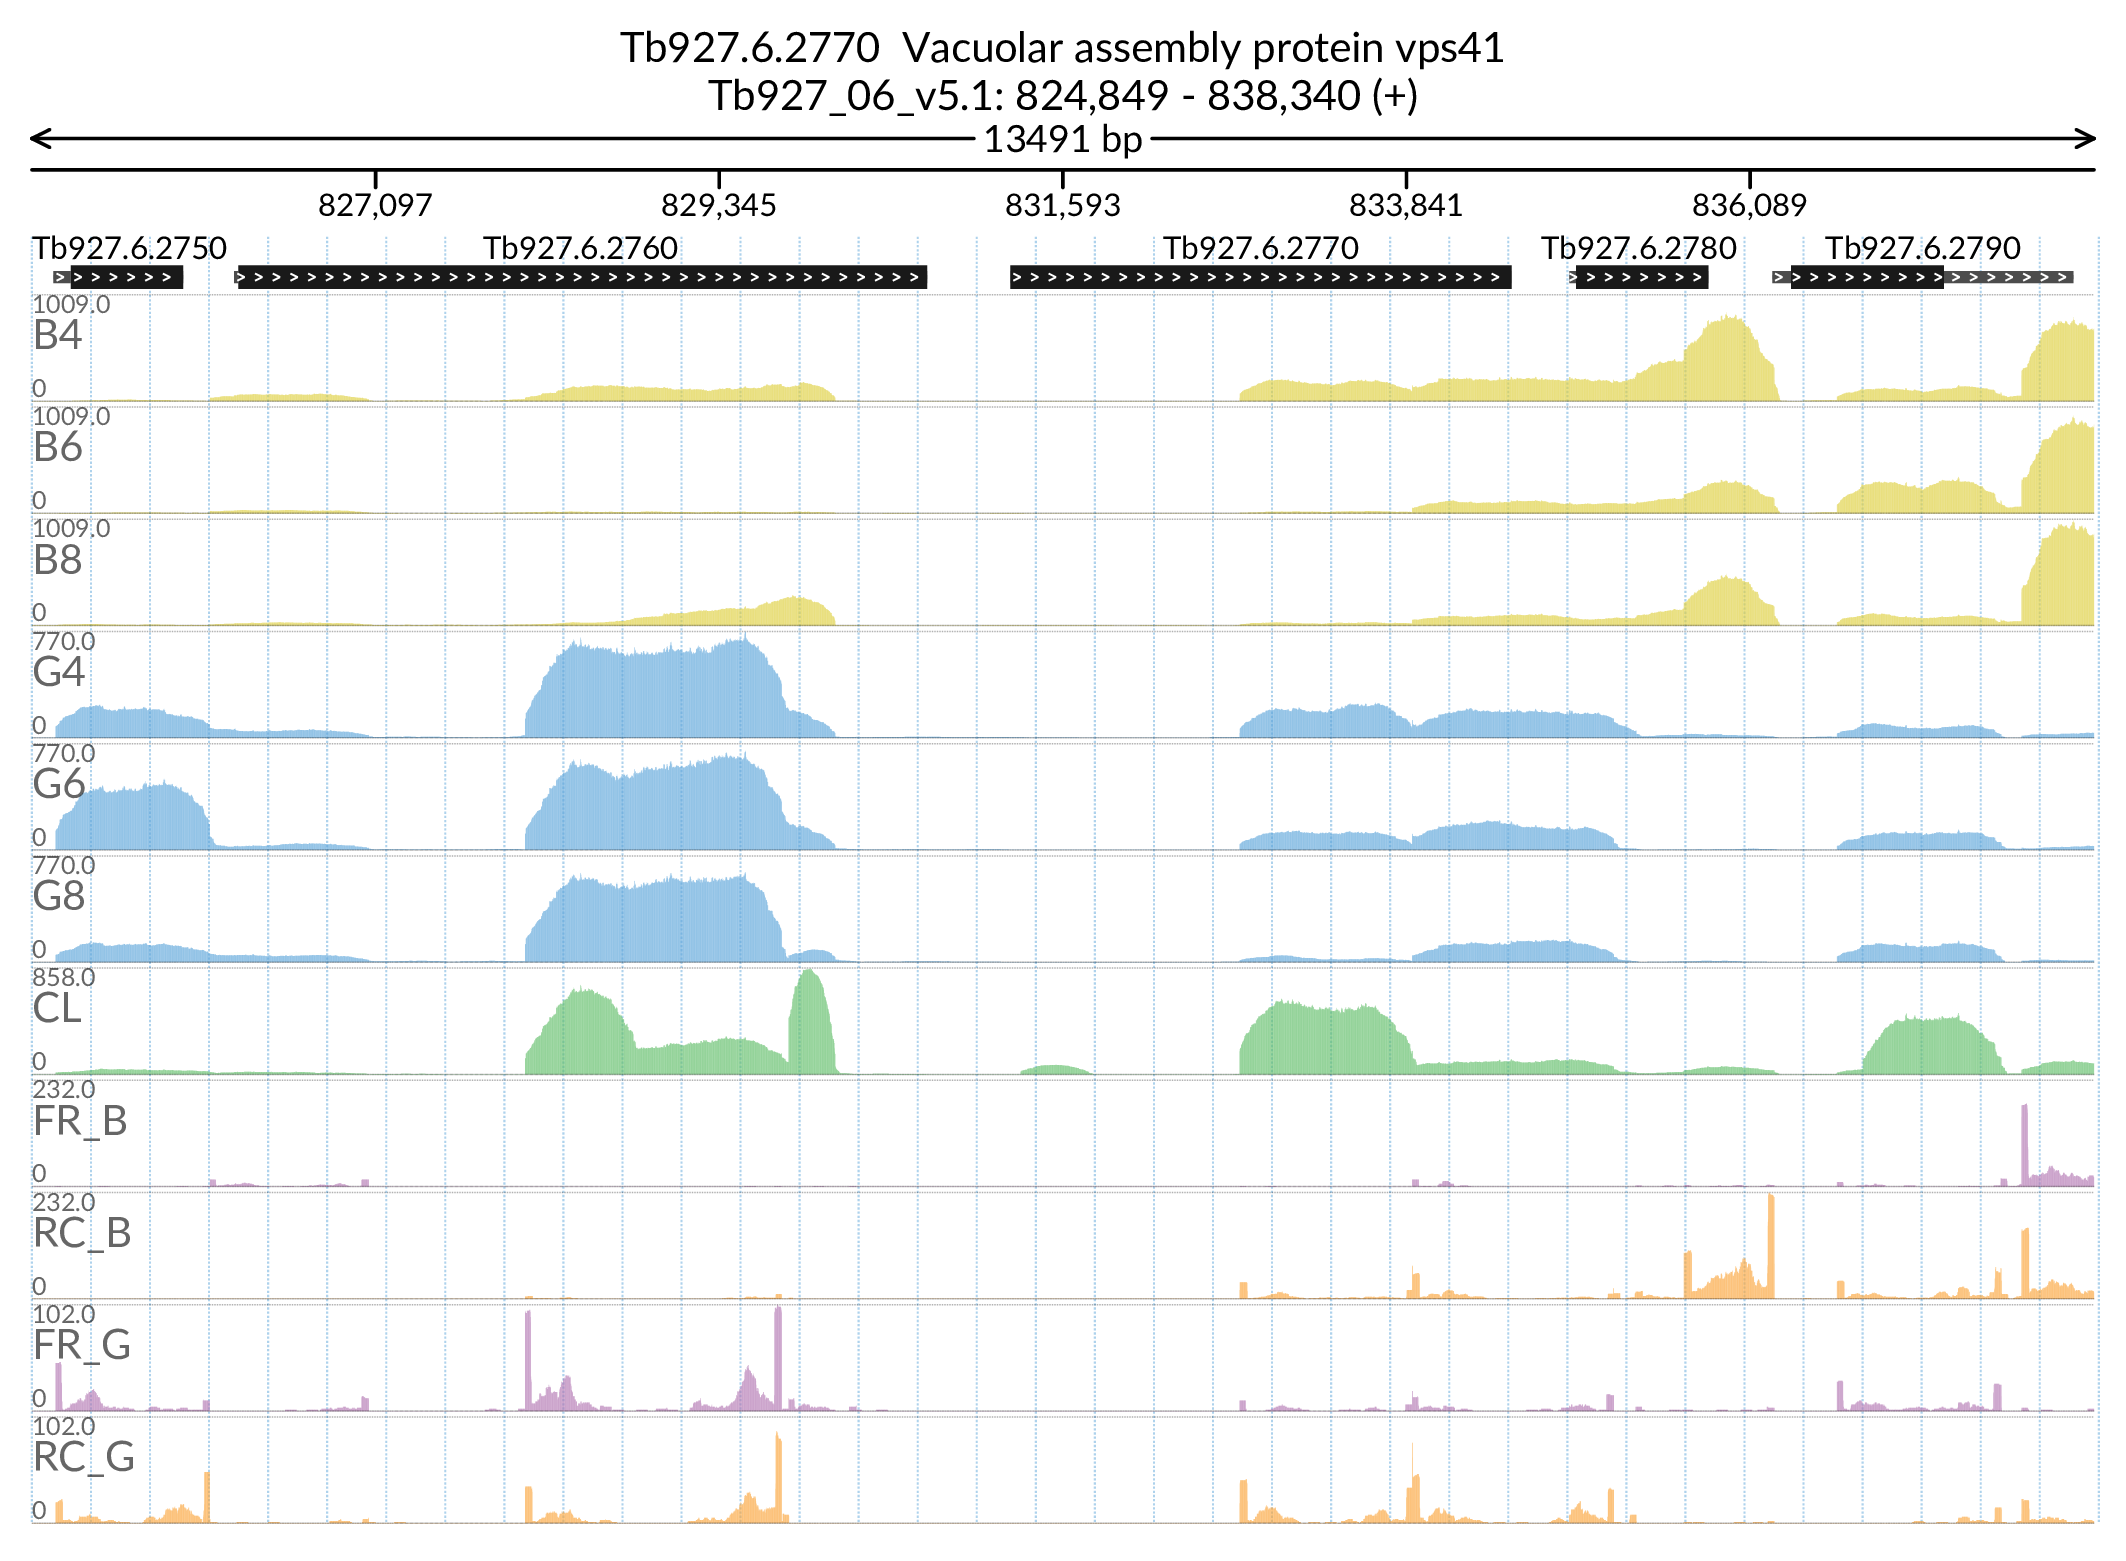 Tb927.6.2770  Vacuolar assembly protein vps41
Tb927_06_v5.1: 824,849 - 838,340 (+)
13491 bp
827,097 829,345 831,593 833,841 836,089
Tb927.6.2750 Tb927.6.2760 Tb927.6.2770 Tb927.6.2780 Tb927.6.2790
1009.0
B4
0
1009.0
B6
0
1009.0
B8
0
770.0
G4
0
770.0
G6
0
770.0
G8
0
858.0
CL
0
232.0
FR_B
0
232.0
RC_B
0
102.0
FR_G
0
102.0
RC_G
0